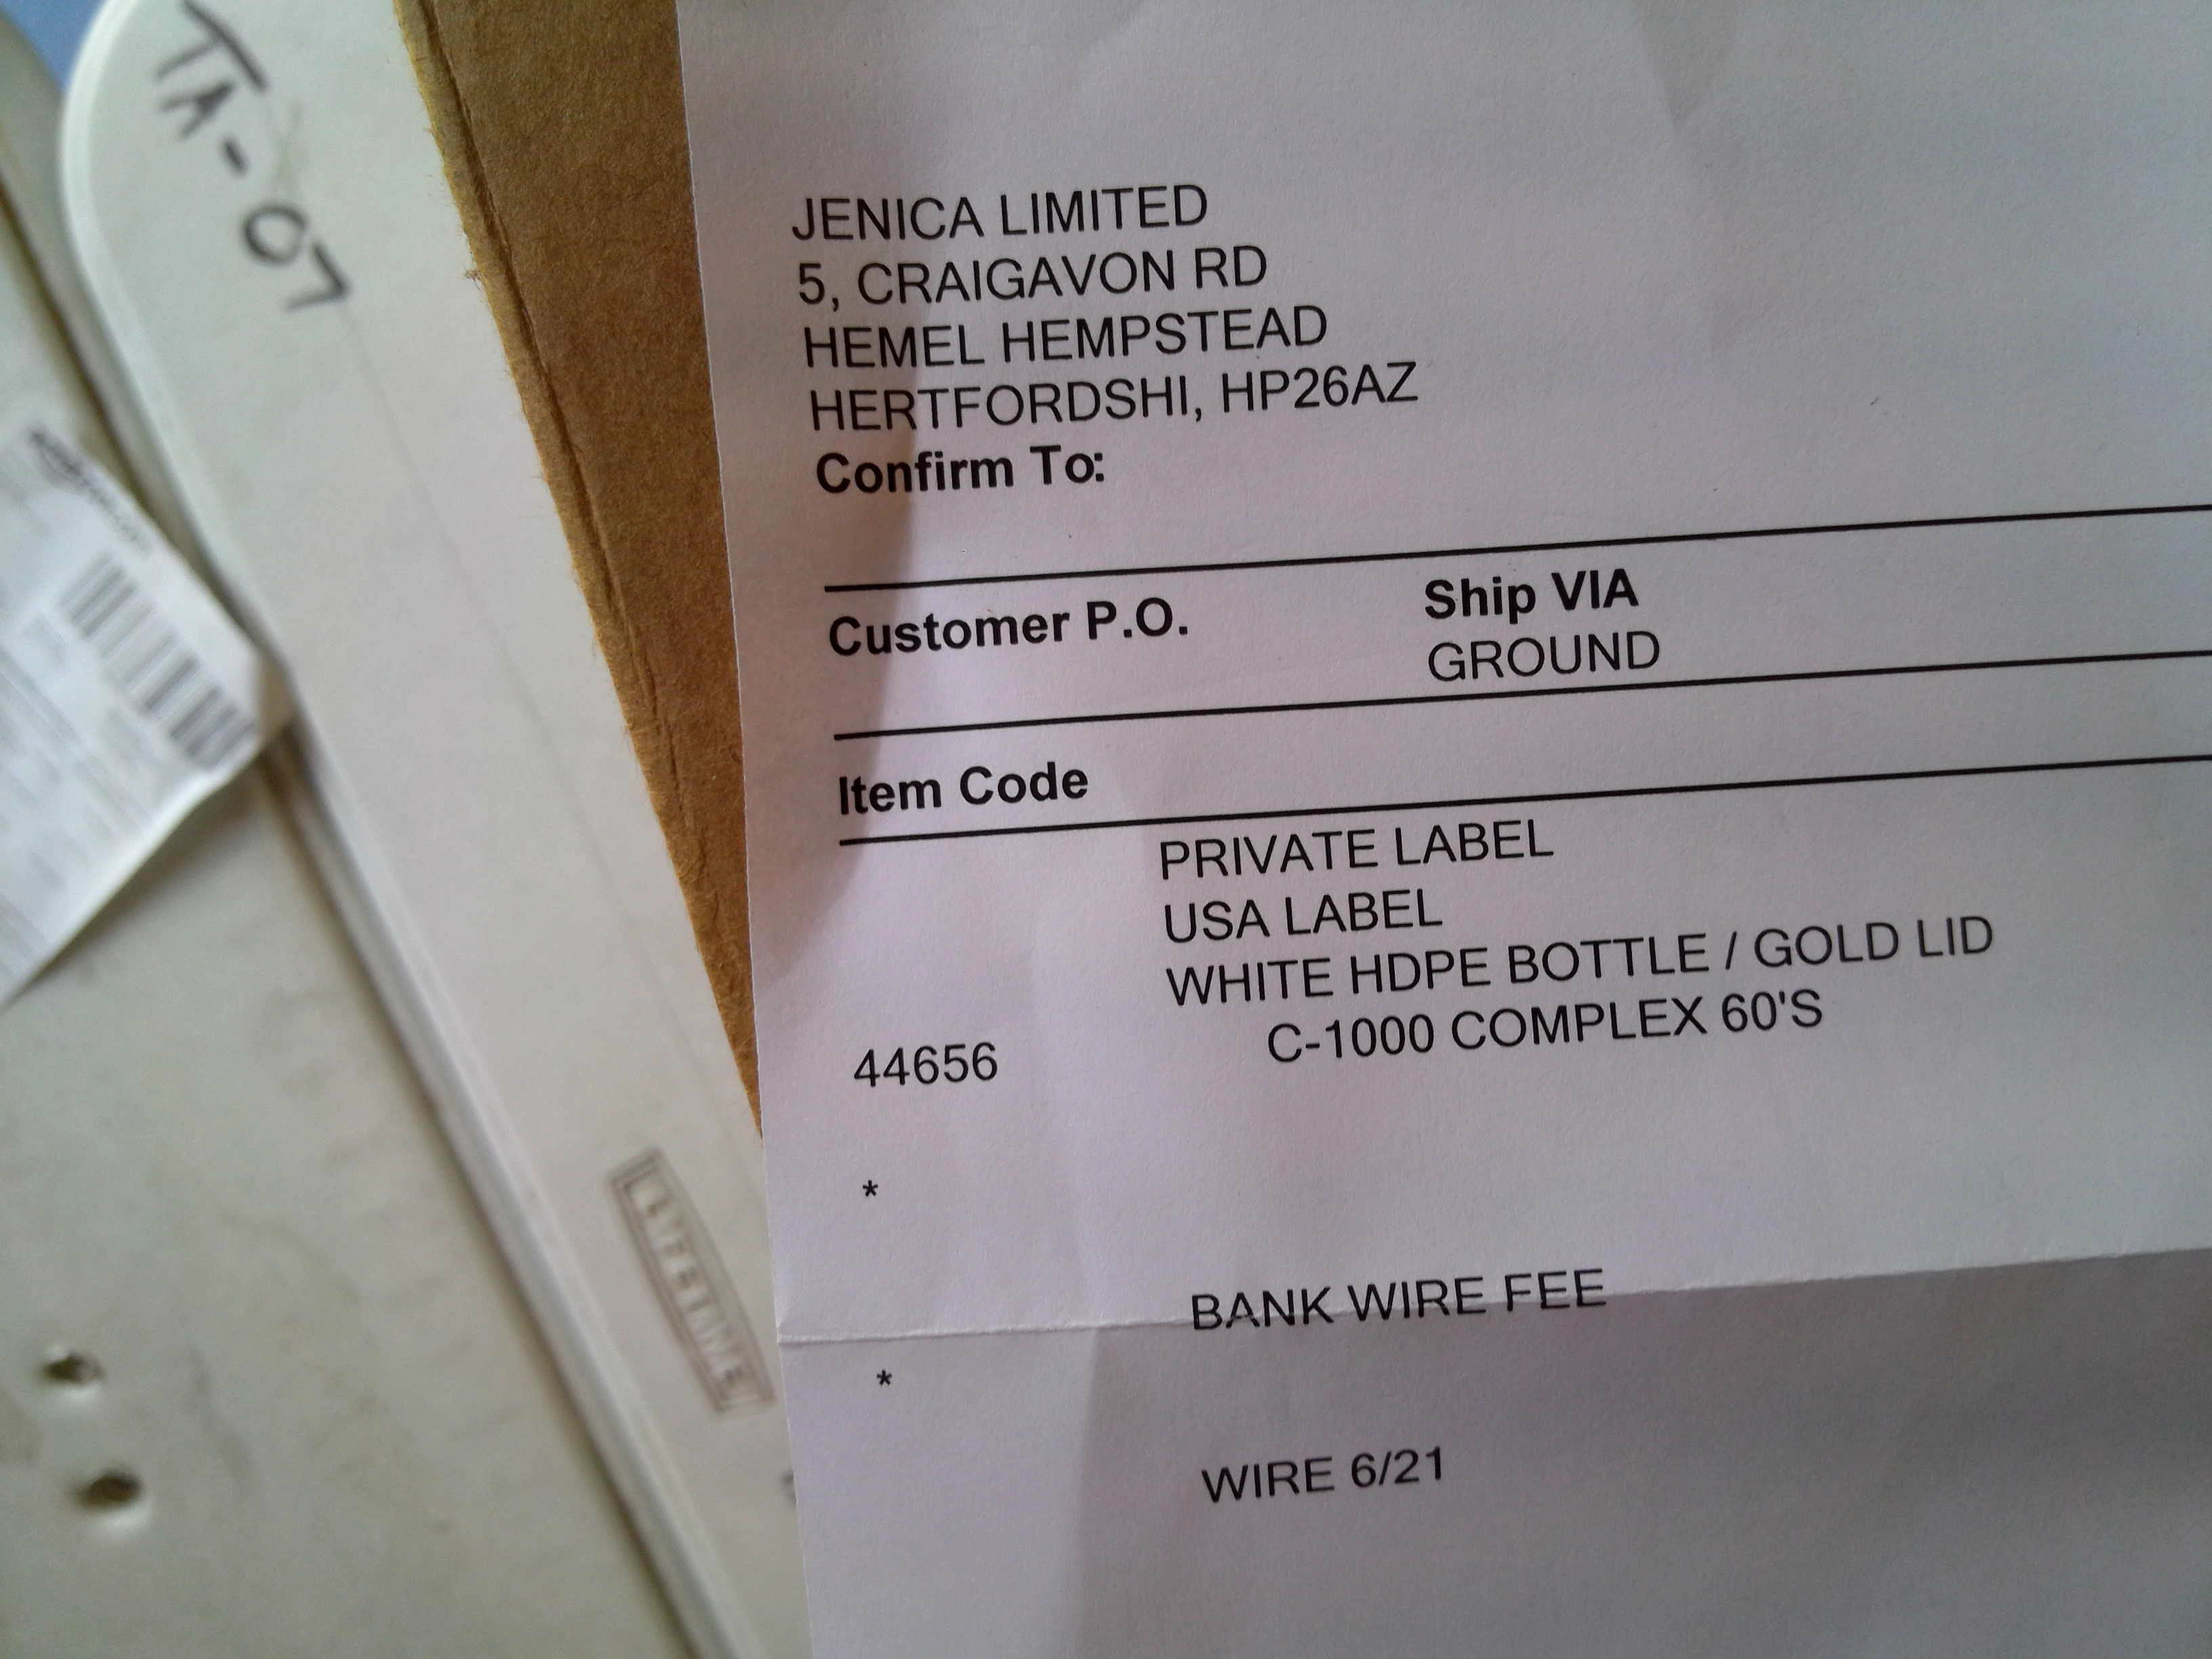 TA-07
JENICA LIMITED
5, CRAIGAVON RD
HEMEL HEMPSTEAD
HERTFORDSHI, HP26AZ
Confirm To:
Customer P.O. Ship VIA
GROUND
Item Code
PRIVATE LABEL
USA LABEL
WHITE HDPE BOTTLE / GOLD LID
44656 C-1000 COMPLEX 60'S
*
BANK WIRE FEE
*
WIRE 6/21
LIFETIME